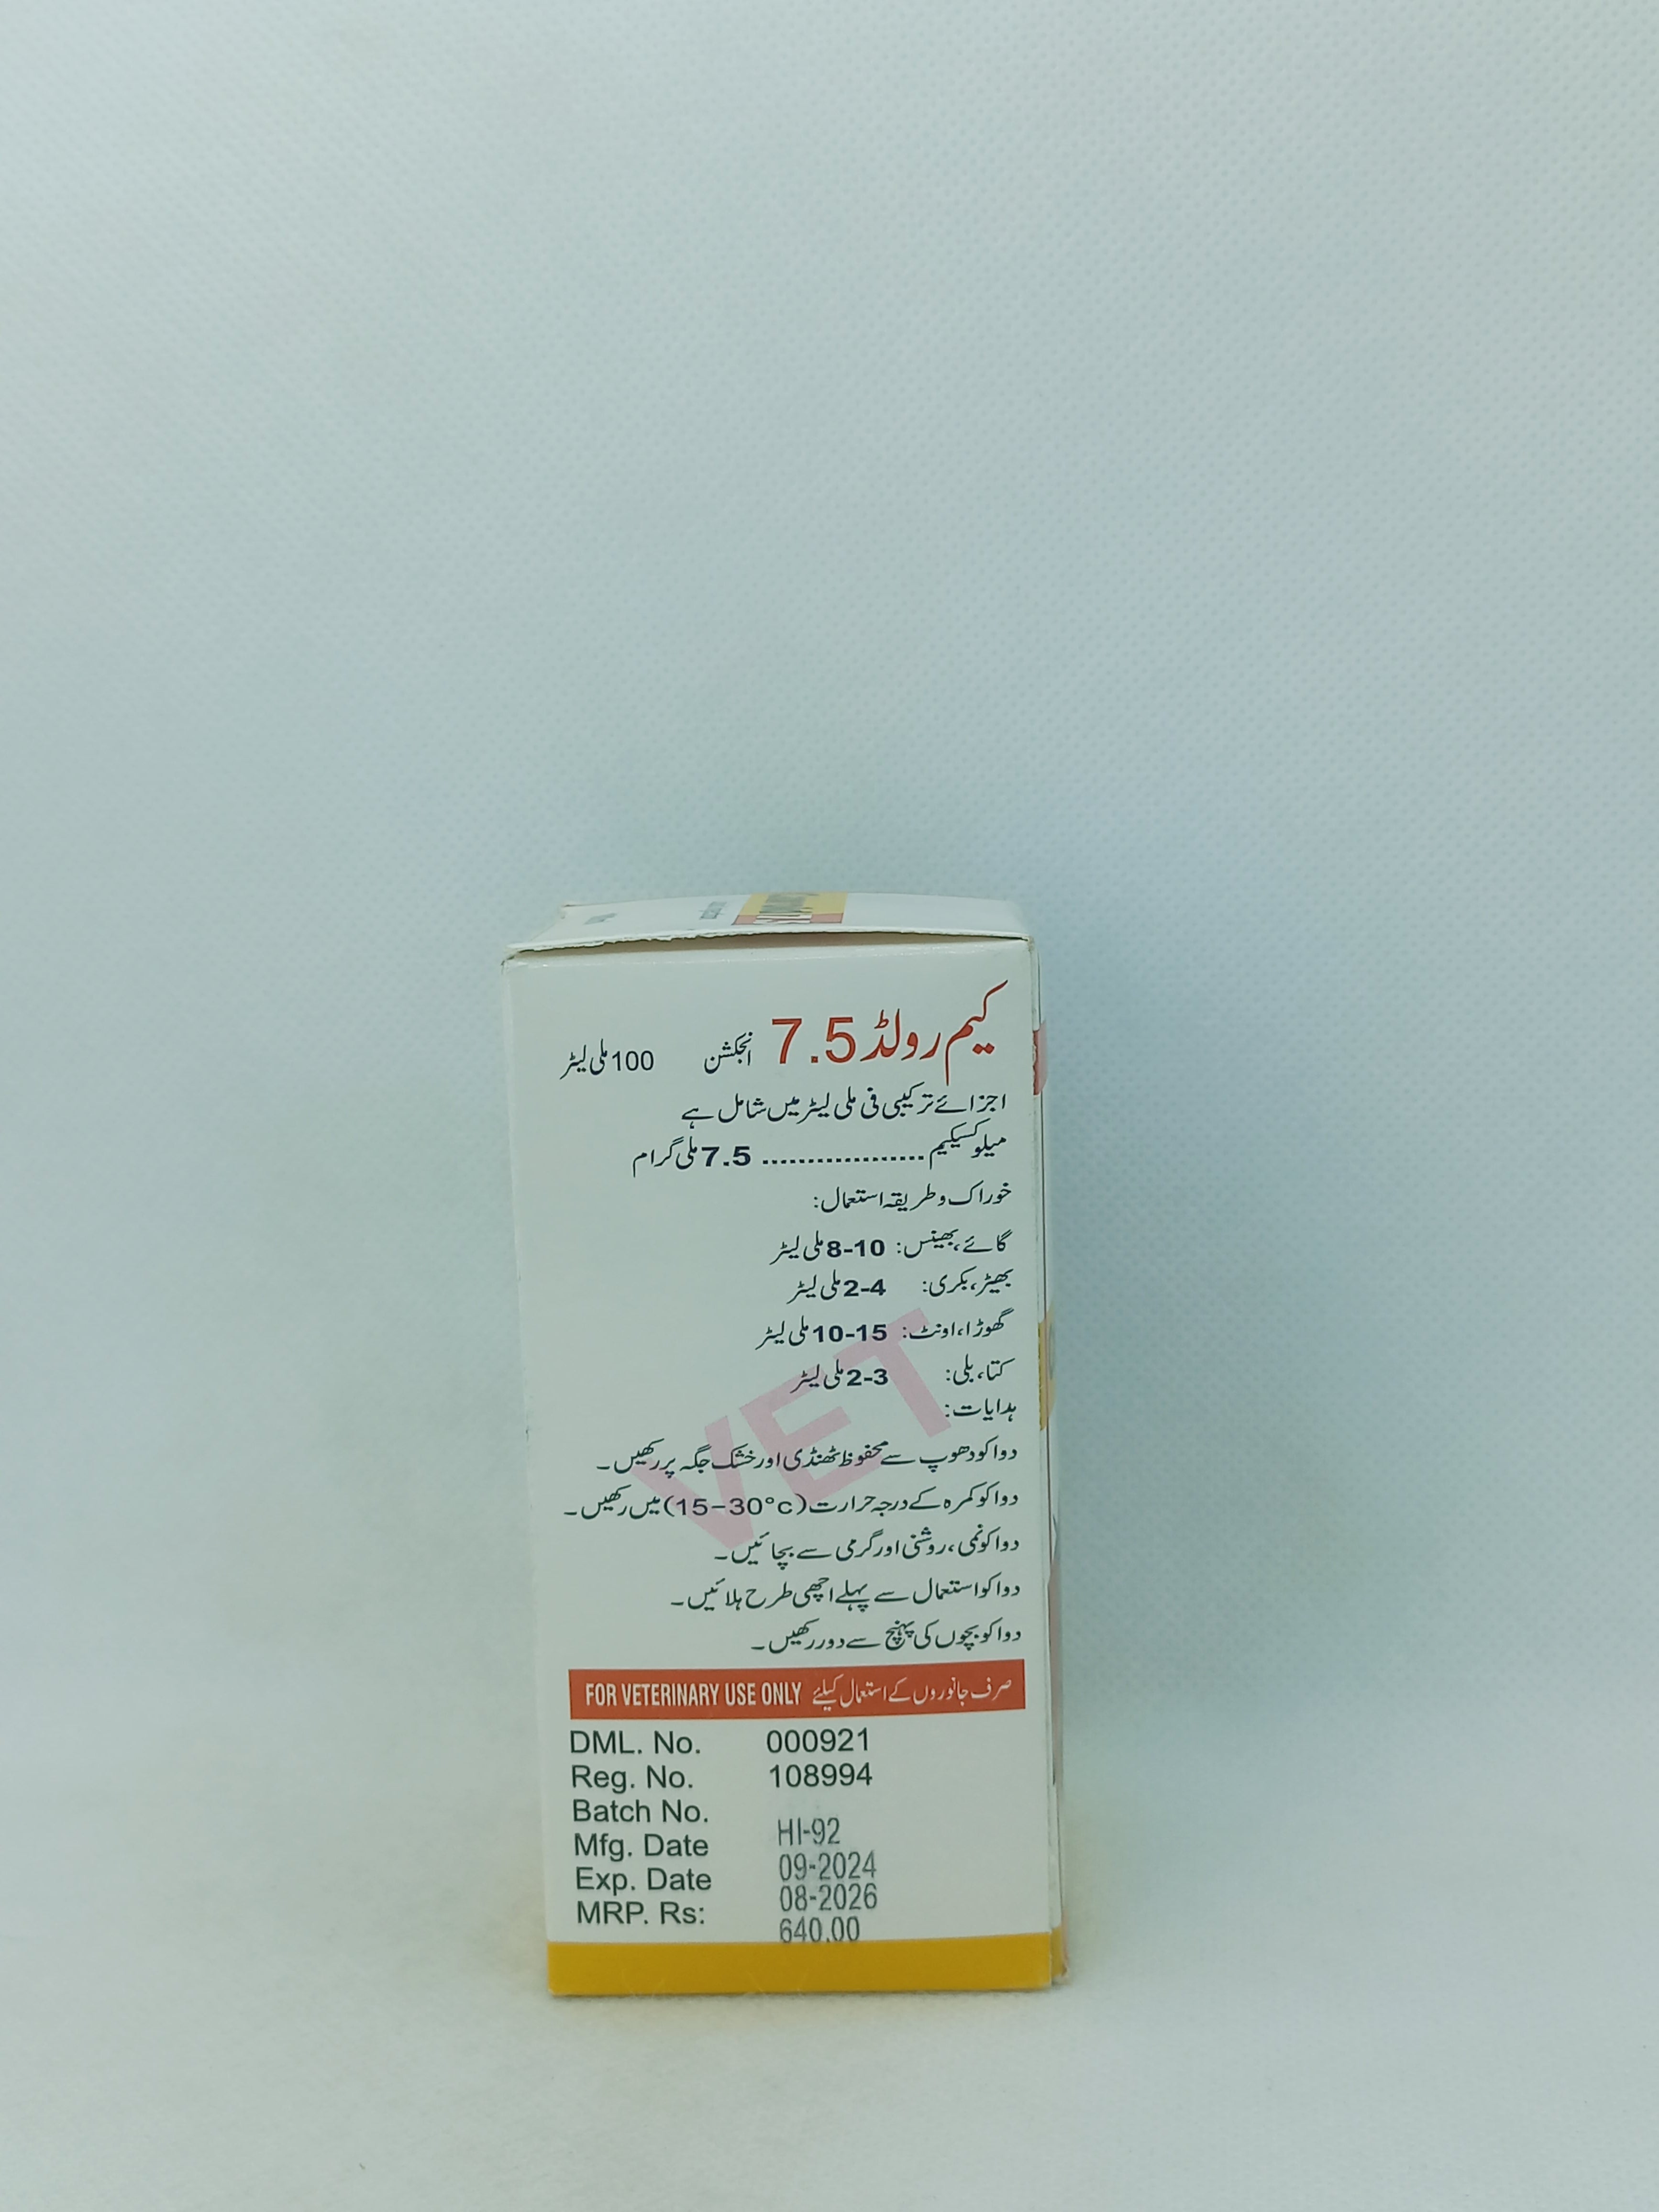 کیم رولڈ 7.5 انجکشن 100 ملی لیٹر
اجزائے ترکیبی فی ملی لیٹر میں شامل ہے
میلوکسیکیم .................. 7.5 ملی گرام
خوراک و طریقہ استعمال:
گائے، بھینس: 8-10 ملی لیٹر
بھیڑ، بکری: 2-4 ملی لیٹر
گھوڑا، اونٹ: 10-15 ملی لیٹر
کتا، بلی: 2-3 ملی لیٹر
VET
ہدایات:
دوا کو دھوپ سے محفوظ ٹھنڈی اور خشک جگہ پر رکھیں۔
دوا کو کمرہ کے درجہ حرارت (15-30°c) میں رکھیں۔
دوا کو نمی، روشنی اور گرمی سے بچائیں۔
دوا کو استعمال سے پہلے اچھی طرح ہلائیں۔
دوا کو بچوں کی پہنچ سے دور رکھیں۔
صرف جانوروں کے استعمال کیلئے FOR VETERINARY USE ONLY
DML. No. 000921
Reg. No. 108994
Batch No. HI-92
Mfg. Date 09-2024
Exp. Date 08-2026
MRP. Rs: 640.00